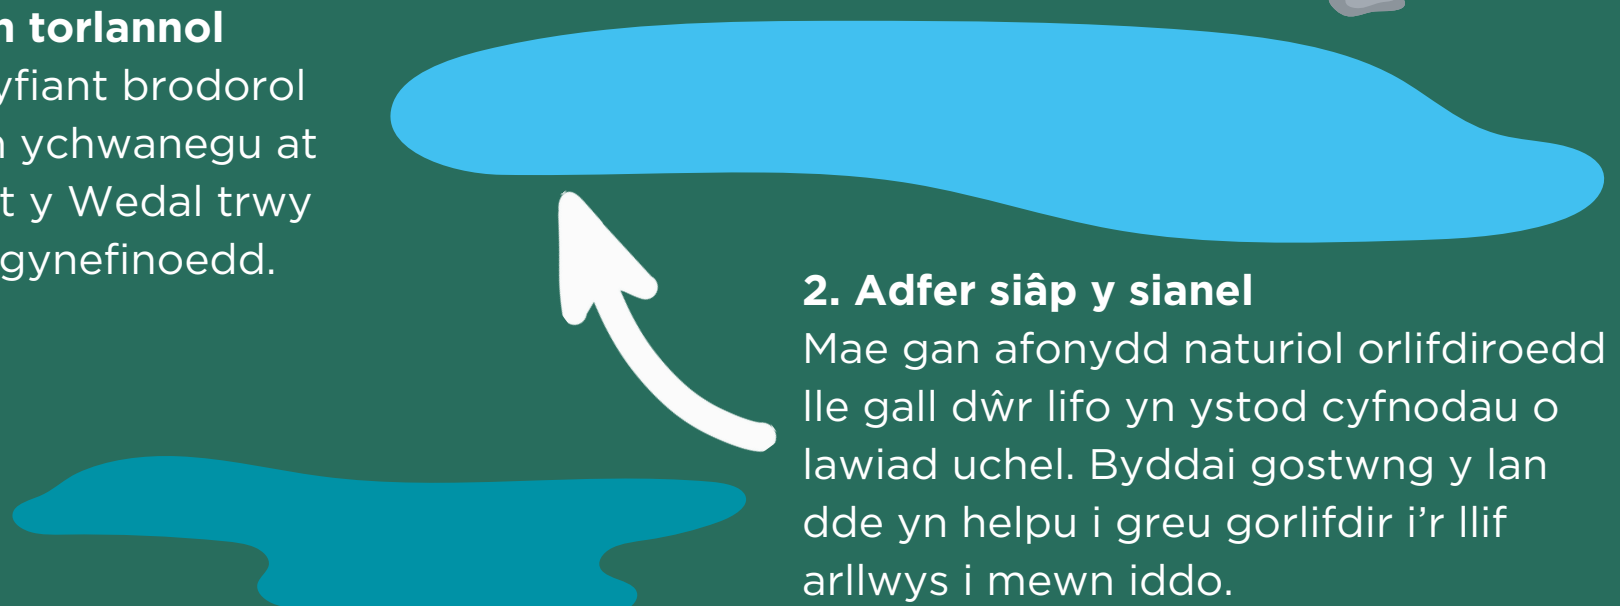 torlannol
brodorol
ychwanegu at
y Wedal trwy
gynefinoedd.
2. Adfer siâp y sianel
Mae gan afonydd naturiol orlifdiroedd
lle gall dŵr lifo yn ystod cyfnodau o
lawiad uchel. Byddai gostwng y lan
dde yn helpu i greu gorlifdir i’r llif
arllwys i mewn iddo.